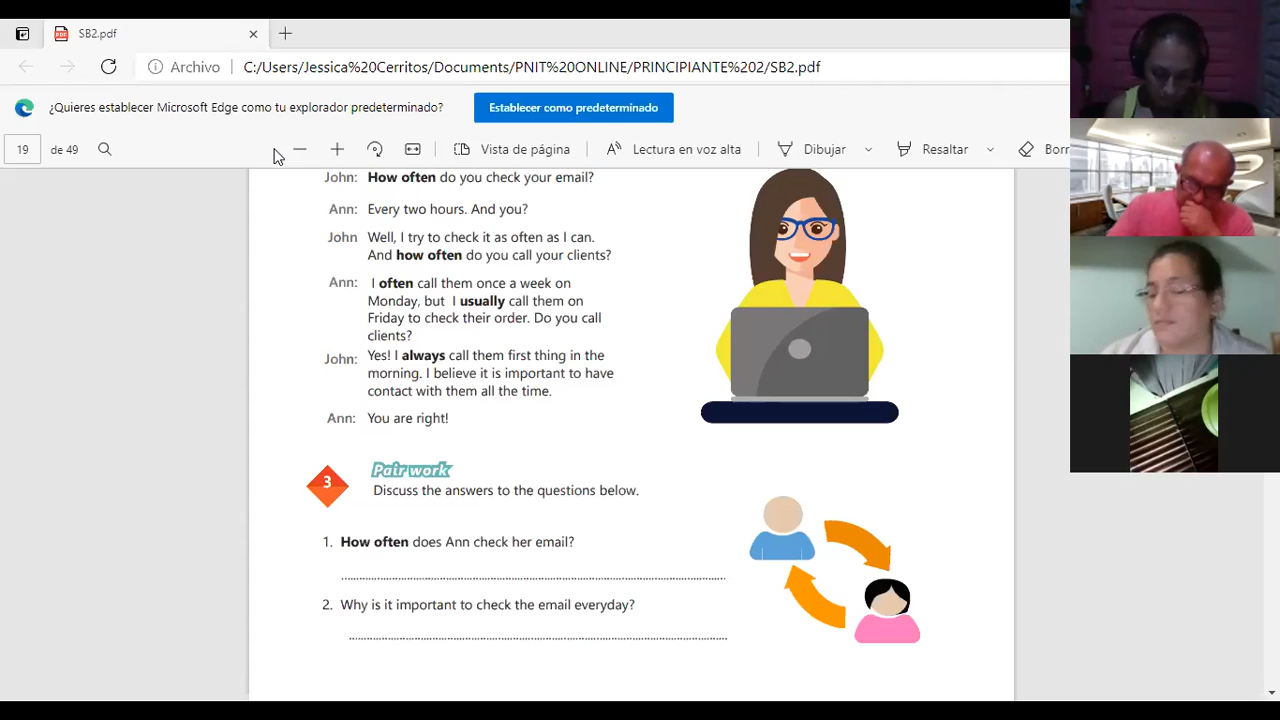 SB2.pdf
Archivo C:/Users/Jessica%20Cerritos/Documents/PNIT%20ONLINE/PRINCIPIANTE%202/SB2.pdf
¿Quieres establecer Microsoft Edge como tu explorador predeterminado? Establecer como predeterminado
19 de 49 Vista de página Lectura en voz alta Dibujar Resaltar Borr
John: How often do you check your email?
Ann: Every two hours. And you?
John Well, I try to check it as often as I can.
And how often do you call your clients?
Ann: I often call them once a week on
Monday, but I usually call them on
Friday to check their order. Do you call
clients?
John: Yes! I always call them first thing in the
morning. I believe it is important to have
contact with them all the time.
Ann: You are right!
3 Pair work
Discuss the answers to the questions below.
1. How often does Ann check her email?
2. Why is it important to check the email everyday?